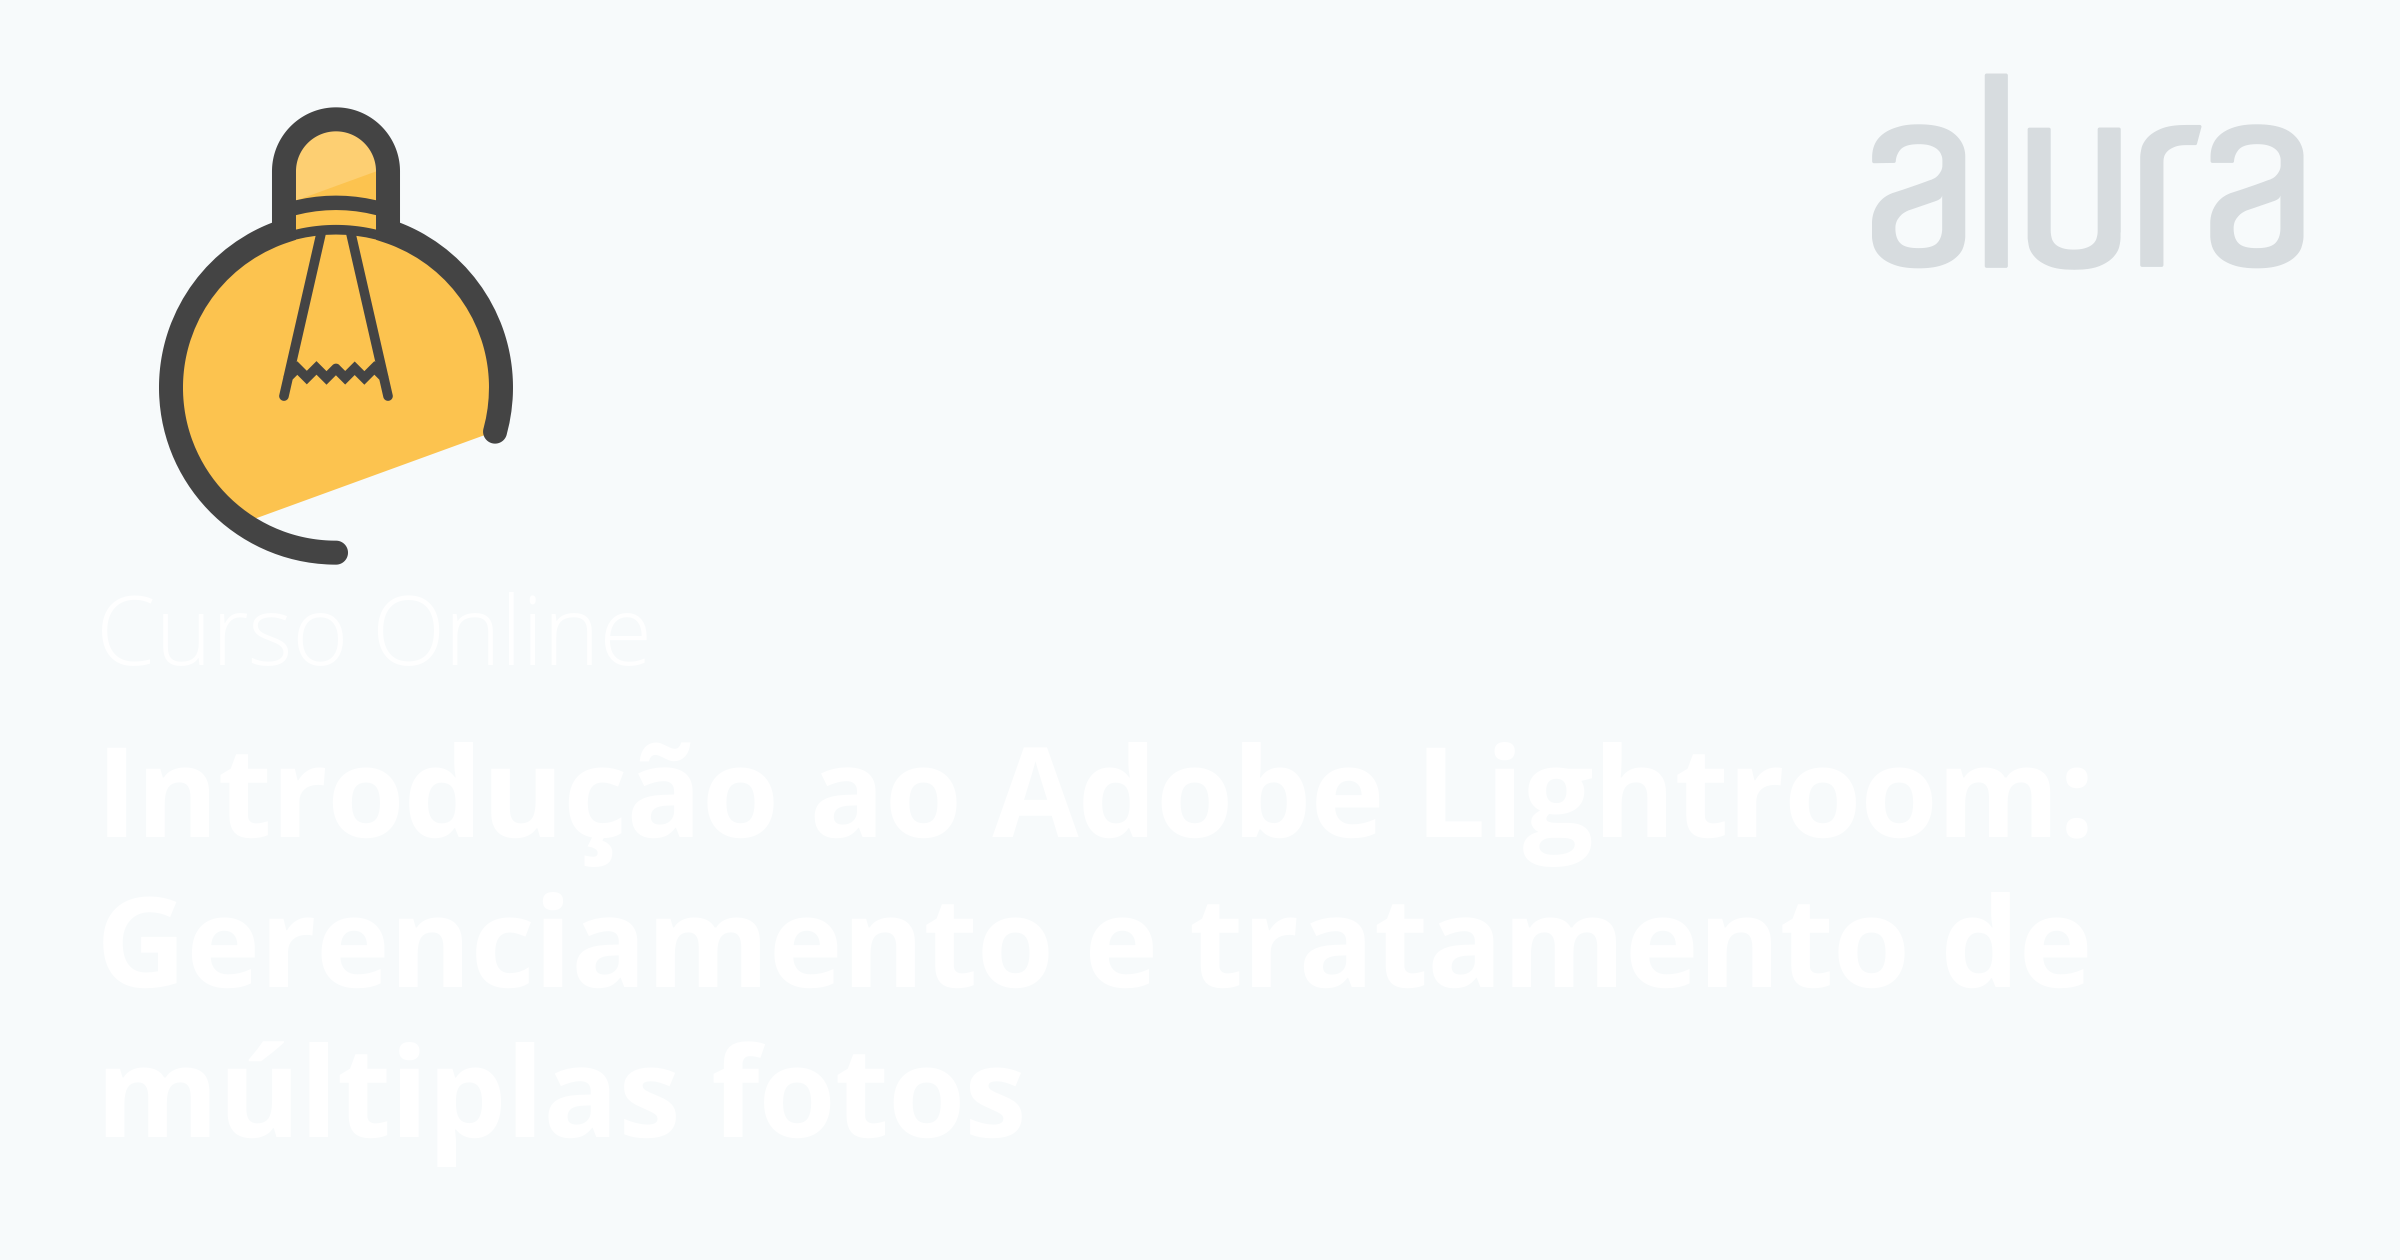 alura
Curso Online
Introdução ao Adobe Lightroom:
Gerenciamento e tratamento de
múltiplas fotos